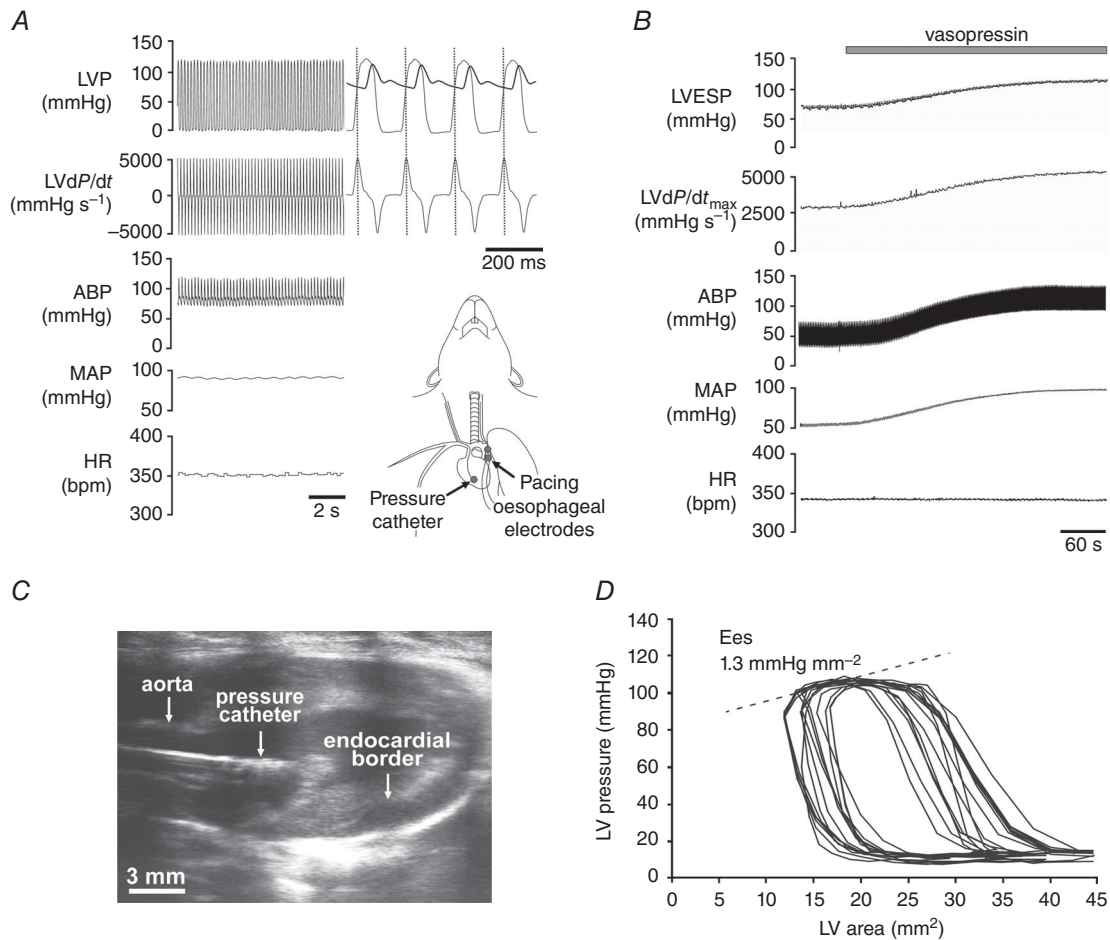 A
150
LVP
100
(mmHg)
50
0
5000
LVdP/dt
0
(mmHg s⁻¹)
–5000
200 ms
150
ABP
100
(mmHg)
50
0
MAP
100
(mmHg)
50
400
HR
350
(bpm)
300
2 s
Pressure
catheter
Pacing
oesophageal
electrodes
B
vasopressin
150
LVESP
100
(mmHg)
50
0
5000
LVdP/dtmax
(mmHg s⁻¹)
2500
0
150
ABP
100
(mmHg)
50
0
MAP
100
(mmHg)
50
400
HR
350
(bpm)
300
60 s
C
aorta
pressure
catheter
endocardial
border
3 mm
D
140
120
100
80
60
40
20
0
LV pressure (mmHg)
Ees
1.3 mmHg mm⁻²
0 5 10 15 20 25 30 35 40 45
LV area (mm²)